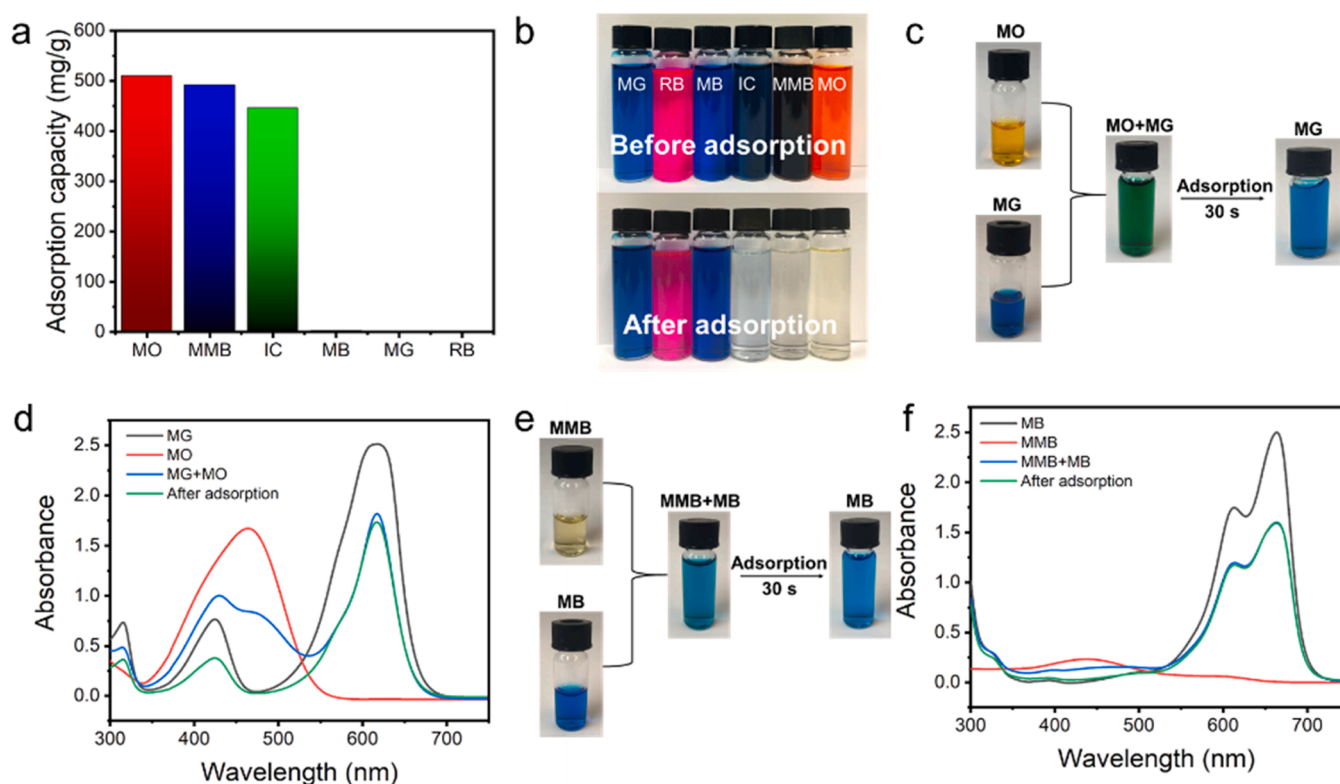 a
Adsorption capacity (mg/g)
600
500
400
300
200
100
0
MO MMB IC MB MG RB
b
MG RB MB IC MMB MO
Before adsorption
After adsorption
c
MO
MG
MO+MG
Adsorption
30 s
MG
d
Absorbance
2.5
2.0
1.5
1.0
0.5
0.0
MG
MO
MG+MO
After adsorption
300 400 500 600 700
Wavelength (nm)
e
MMB
MB
MMB+MB
Adsorption
30 s
MB
f
Absorbance
2.5
2.0
1.5
1.0
0.5
0.0
MB
MMB
MMB+MB
After adsorption
300 400 500 600 700
Wavelength (nm)